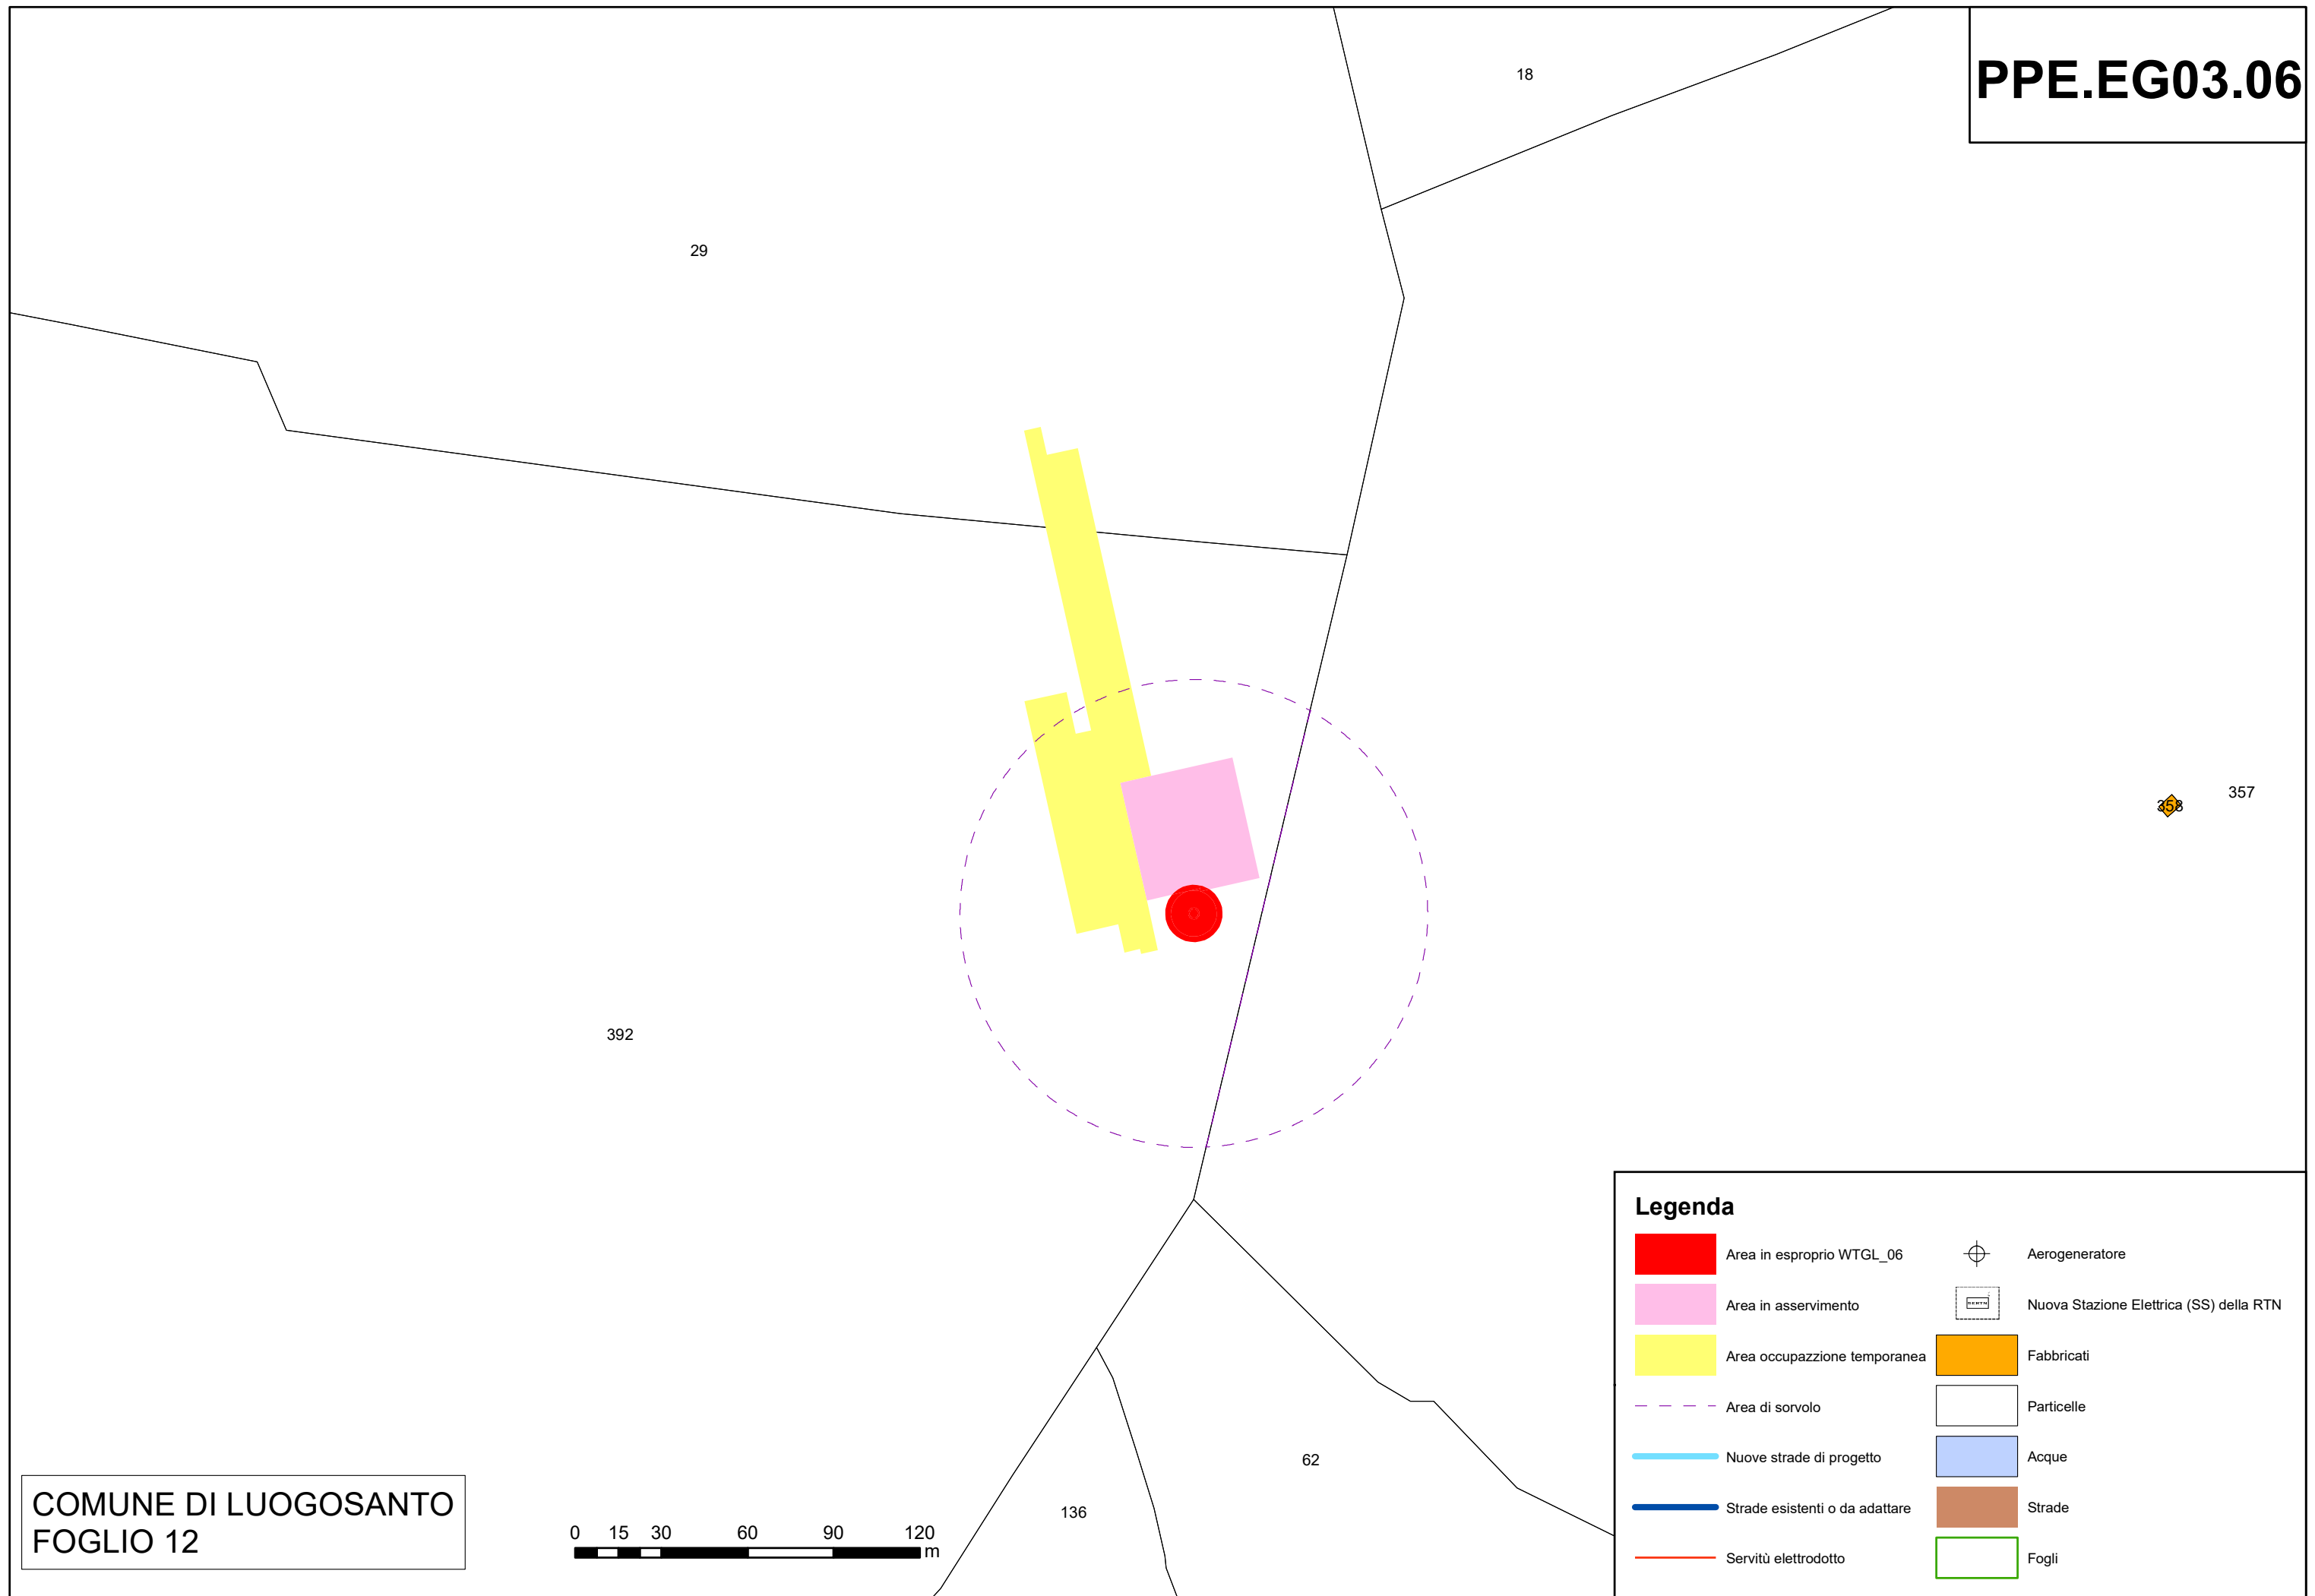 PPE.EG03.06
18
29
357
358
392
62
136
COMUNE DI LUOGOSANTO
FOGLIO 12
0 15 30 60 90 120
m
Legenda
Area in esproprio WTGL_06
Area in asservimento
Area occupazzione temporanea
Area di sorvolo
Nuove strade di progetto
Strade esistenti o da adattare
Servitù elettrodotto
Aerogeneratore
Nuova Stazione Elettrica (SS) della RTN
Fabbricati
Particelle
Acque
Strade
Fogli